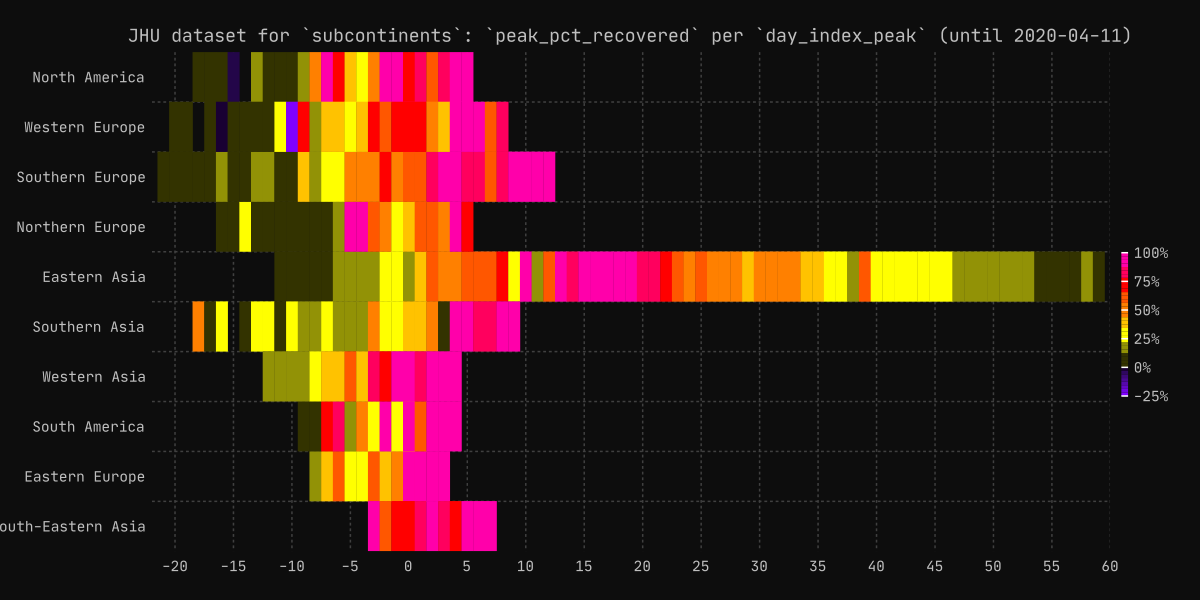 JHU dataset for `subcontinents`: `peak_pct_recovered` per `day_index_peak` (until 2020-04-11)
North America
Western Europe
Southern Europe
Northern Europe
Eastern Asia
Southern Asia
Western Asia
South America
Eastern Europe
outh-Eastern Asia
100%
75%
50%
25%
0%
-25%
-20 -15 -10 -5 0 5 10 15 20 25 30 35 40 45 50 55 60